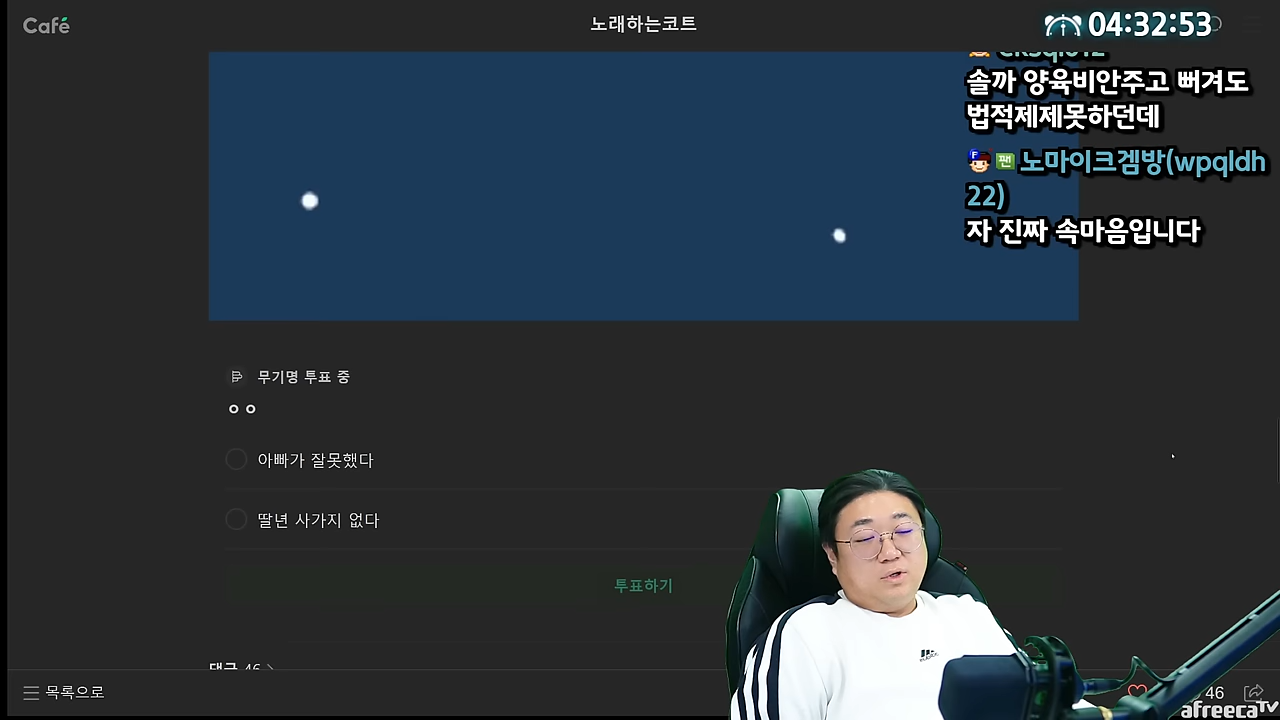 Café
노래하는코트
04:32:53
솔까 양육비안주고 뻐겨도
법적제제못하던데
팬 노마이크겜방(wpqldh
22)
자 진짜 속마음입니다
무기명 투표 중
ㅇㅇ
아빠가 잘못했다
딸년 사가지 없다
투표하기
댓글 46
목록으로
46
afreecaTV